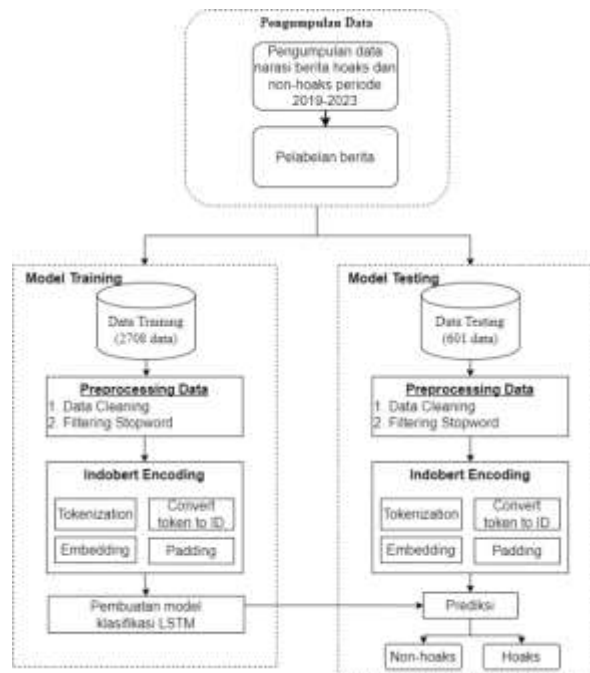 Pengumpulan Data
Pengumpulan data
narasi berita hoaks dan
non-hoaks periode
2019-2023
Pelabelan berita
Model Training
Data Training
(2708 data)
Preprocessing Data
1. Data Cleaning
2. Filtering Stopword
Indobert Encoding
Tokenization
Convert
token to ID
Embedding
Padding
Pembuatan model
klasifikasi LSTM
Model Testing
Data Testing
(601 data)
Preprocessing Data
1. Data Cleaning
2. Filtering Stopword
Indobert Encoding
Tokenization
Convert
token to ID
Embedding
Padding
Prediksi
Non-hoaks
Hoaks